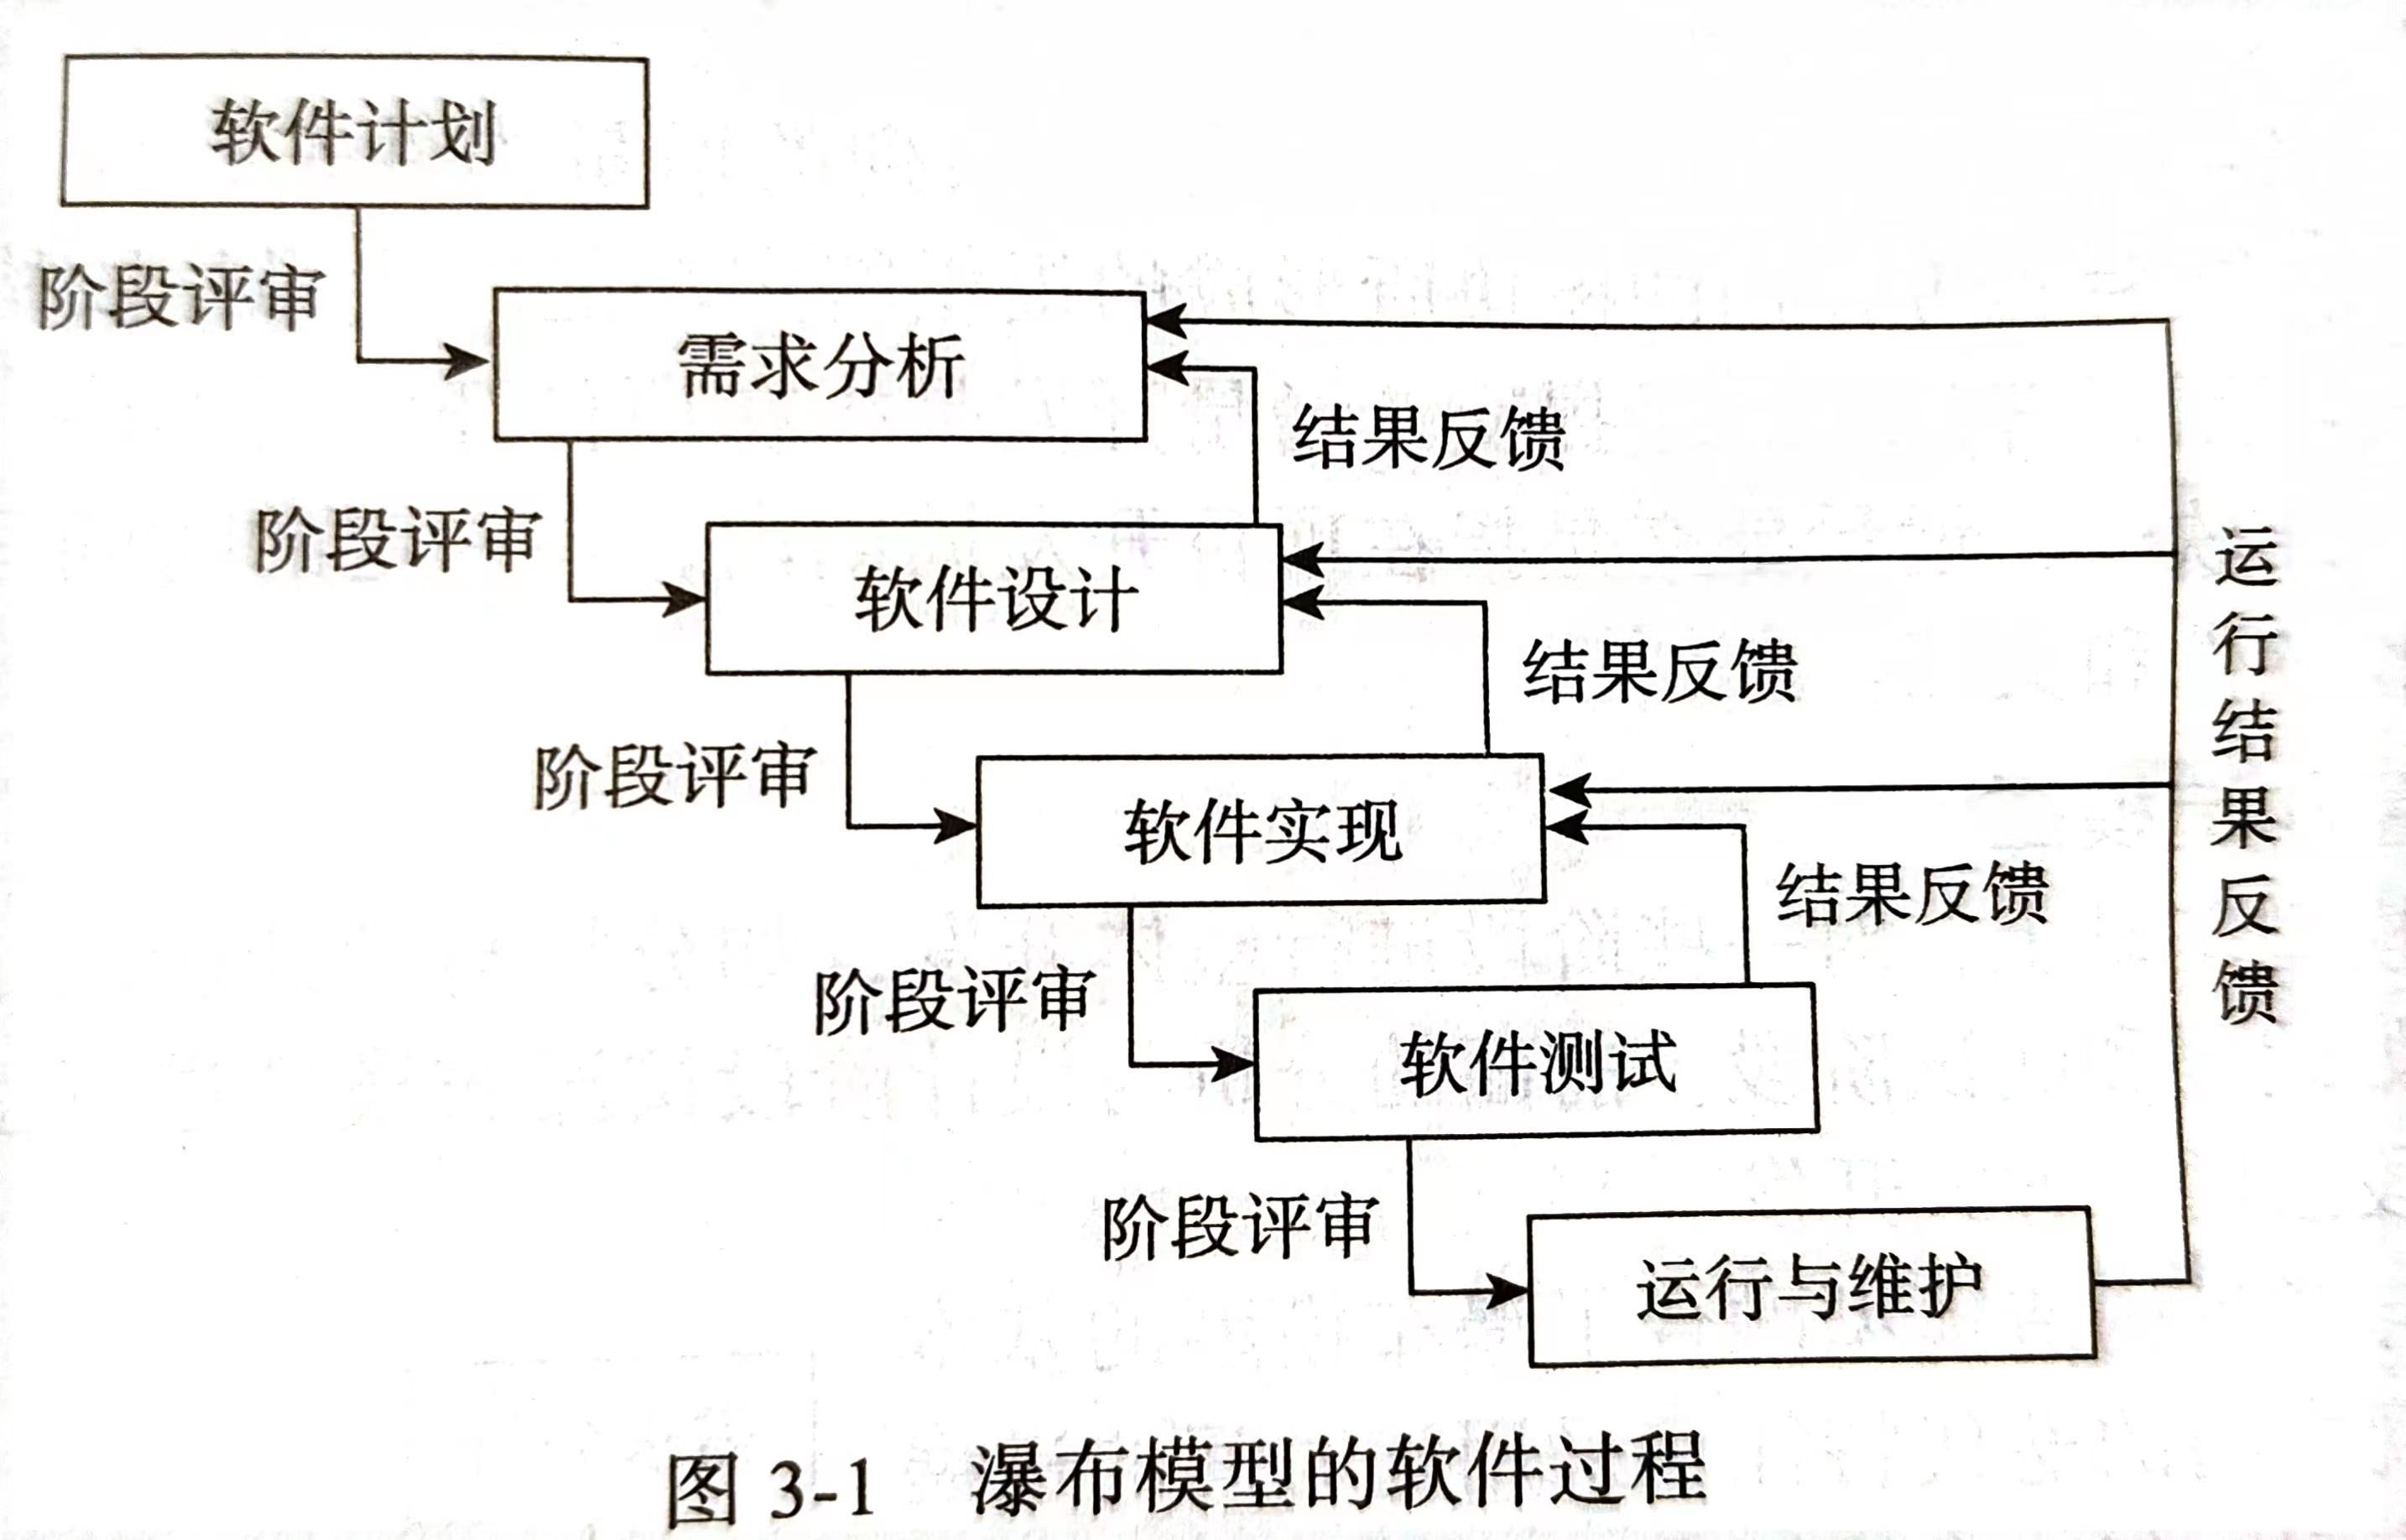 软件计划
阶段评审
需求分析
结果反馈
阶段评审
软件设计
结果反馈
阶段评审
软件实现
结果反馈
阶段评审
软件测试
阶段评审
运行与维护
运行结果反馈
图 3-1 瀑布模型的软件过程